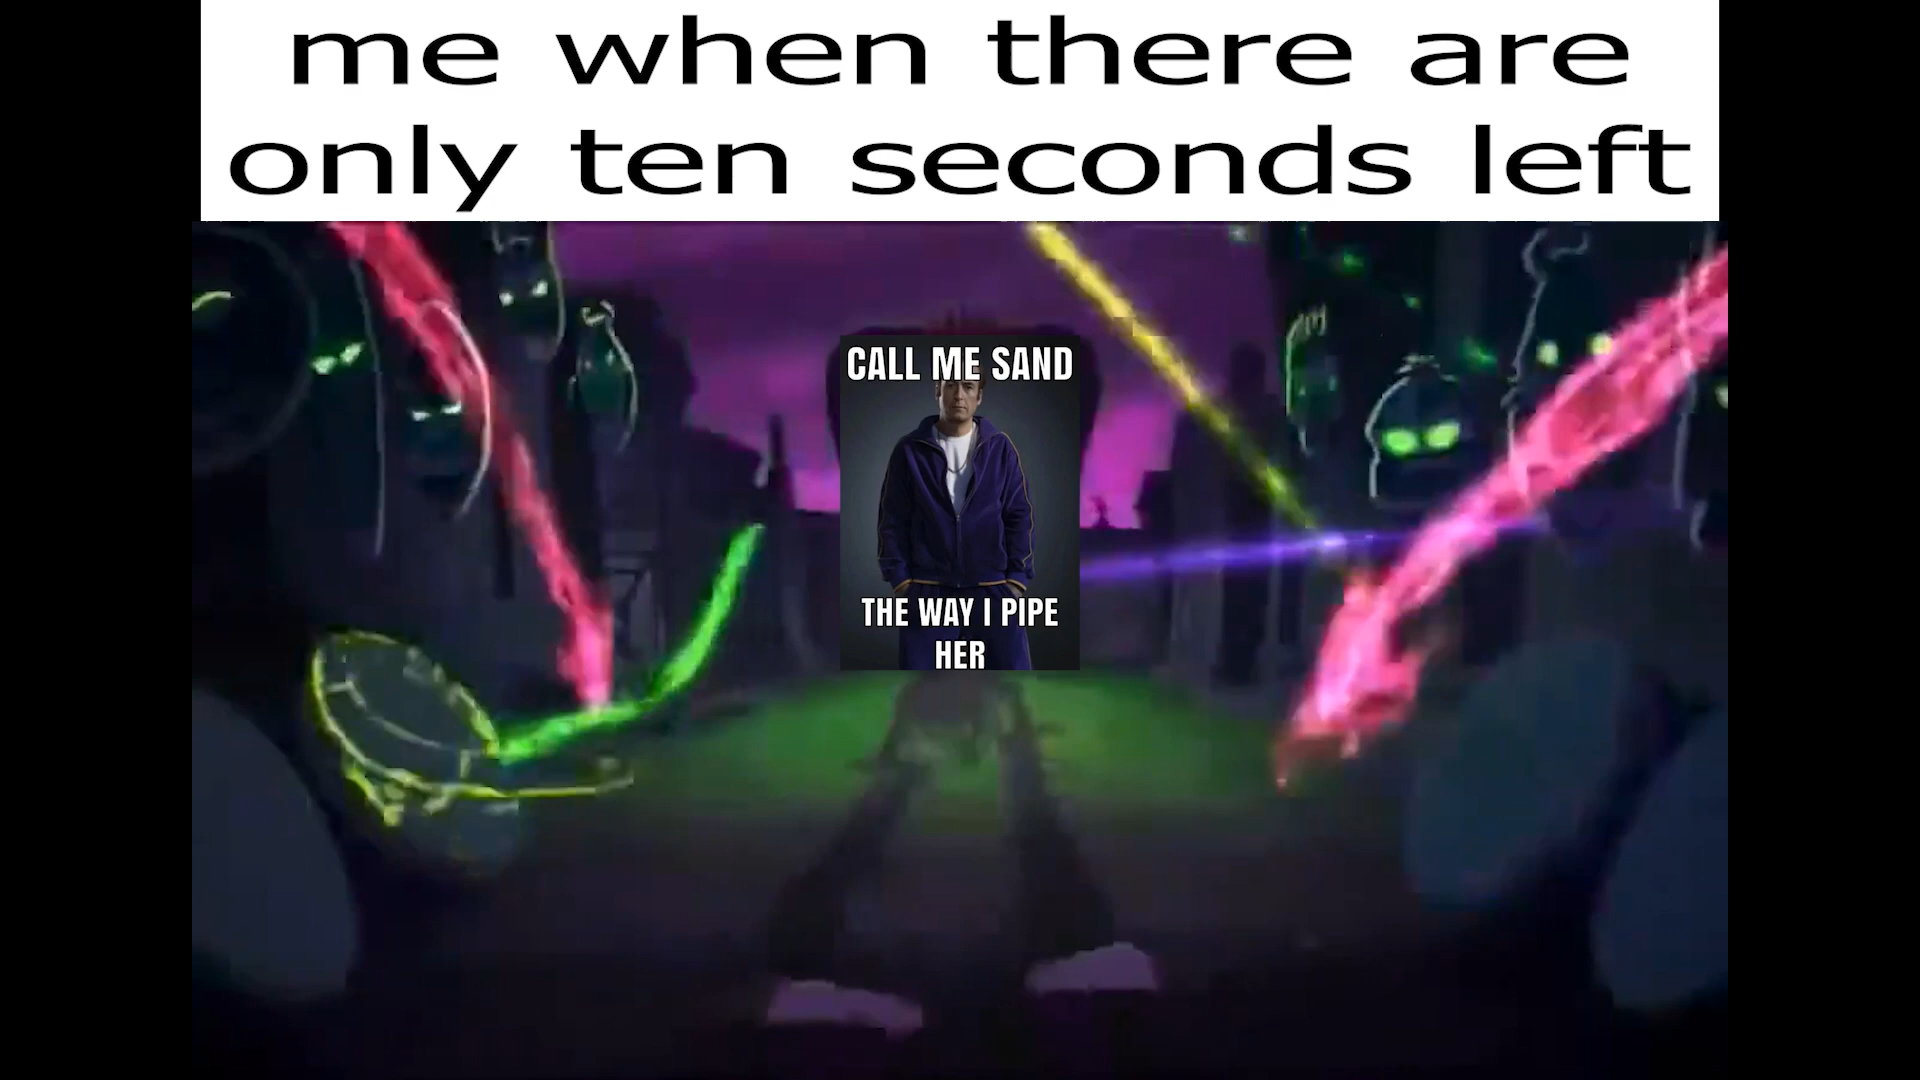 me when there are
only ten seconds left
CALL ME SAND
THE WAY I PIPE
HER